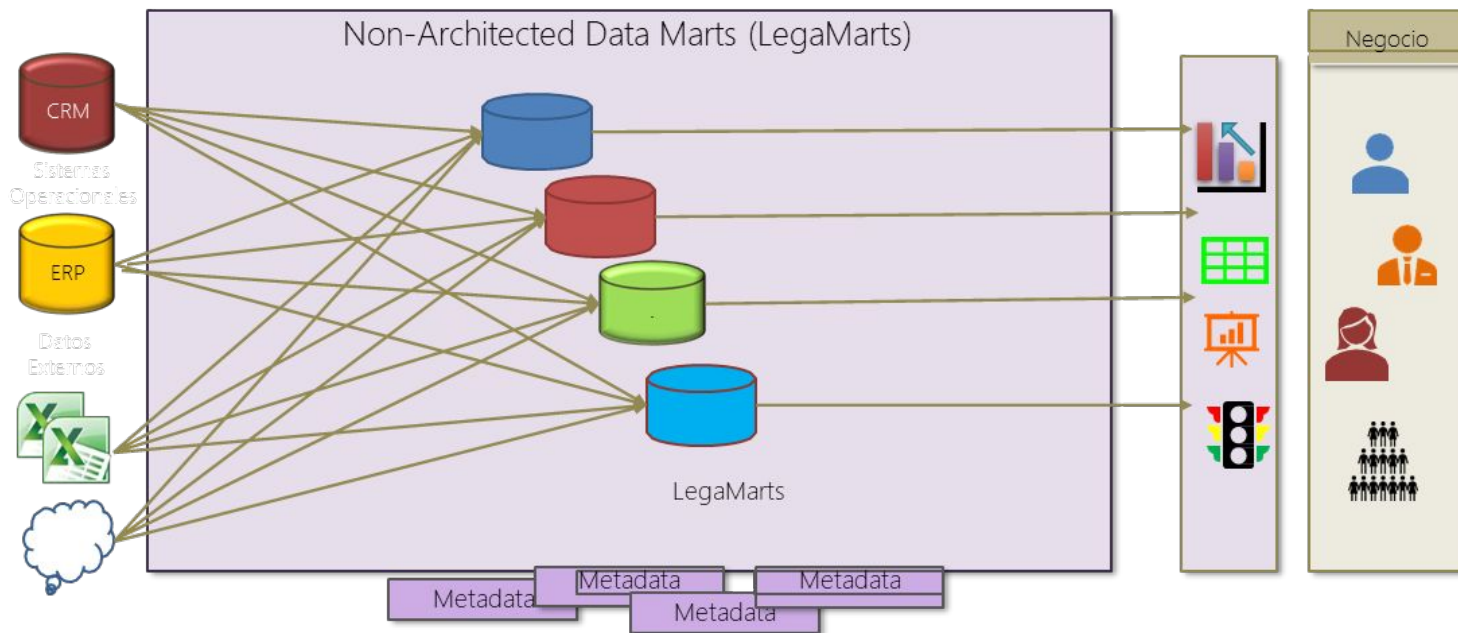 Non-Architected Data Marts (LegaMarts)
Negocio
CRM
Sistemas
Operacionales
ERP
Datos
Externos
LegaMarts
Metadata
Metadata
Metadata
Metadata